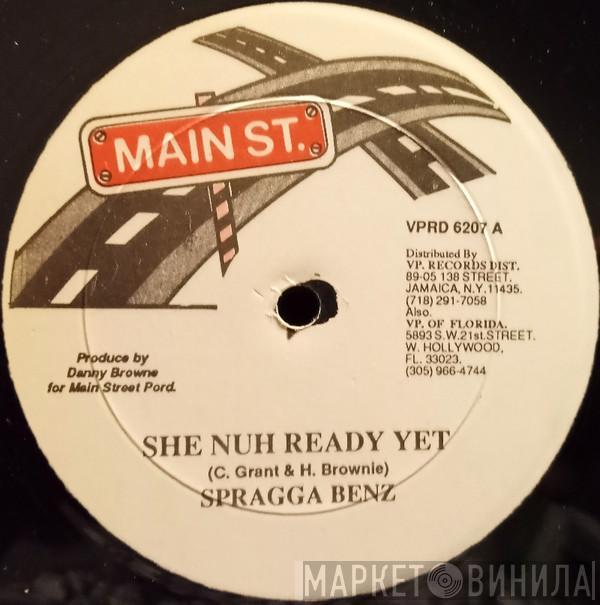 MAIN ST.
VPRD 6207 A
Distributed By
VP. RECORDS DIST.
89-05 138 STREET.
JAMAICA, N.Y.11435.
(718) 291-7058
Also.
VP. OF FLORIDA.
5893 S.W.21st.STREET.
W. HOLLYWOOD,
FL. 33023.
(305) 966-4744
Produce by
Danny Browne
for Main Street Pord.
SHE NUH READY YET
(C. Grant & H. Brownie)
SPRAGGA BENZ
МАРКЕТ ВИНИЛА